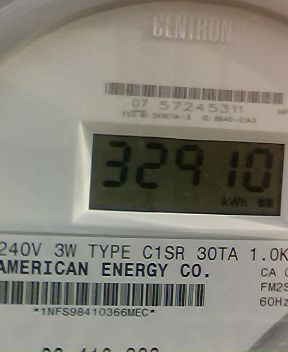 CENTRON
07 57245311
32910
kWh
240V 3W TYPE C1SR 30TA 1.0K
AMERICAN ENERGY CO.
CA
FM2S
60Hz
*1NFS98410366MEC*